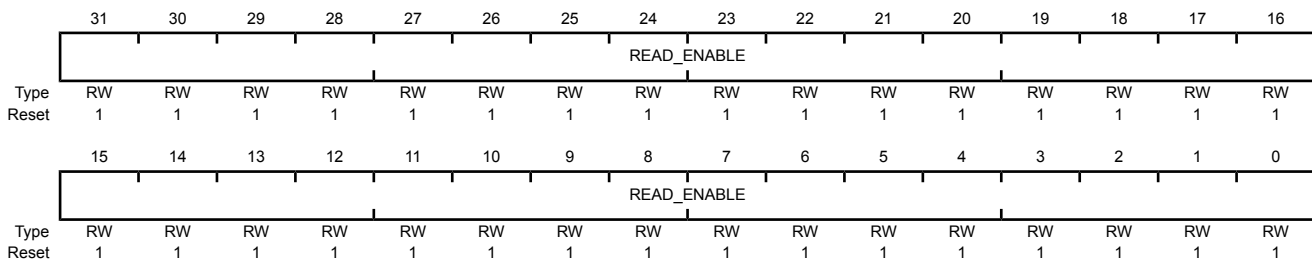 31 30 29 28 27 26 25 24 23 22 21 20 19 18 17 16
READ_ENABLE
Type RW RW RW RW RW RW RW RW RW RW RW RW RW RW RW RW
Reset 1 1 1 1 1 1 1 1 1 1 1 1 1 1 1 1
15 14 13 12 11 10 9 8 7 6 5 4 3 2 1 0
READ_ENABLE
Type RW RW RW RW RW RW RW RW RW RW RW RW RW RW RW RW
Reset 1 1 1 1 1 1 1 1 1 1 1 1 1 1 1 1